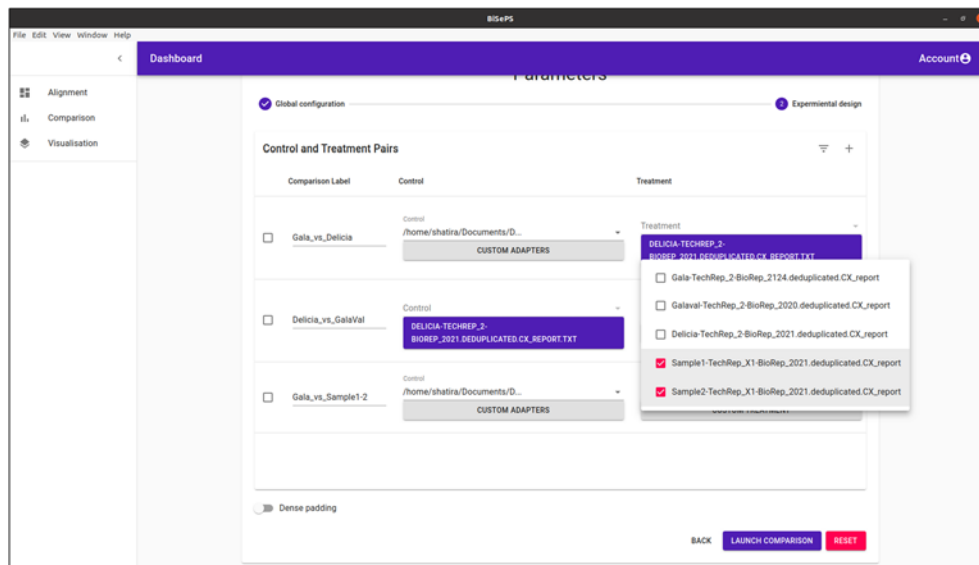 BiSePS
File Edit View Window Help
Dashboard
Account
Alignment
Comparison
Visualisation
Parameters
Global configuration
2
Expermiental design
Control and Treatment Pairs
Comparison Label
Control
Treatment
Gala_vs_Delicia
Control
/home/shatira/Documents/D...
CUSTOM ADAPTERS
Treatment
DELICIA-TECHREP_2-
BIOREP_2021.DEDUPLICATED.CX_REPORT.TXT
Gala-TechRep_2-BioRep_2124.deduplicated.CX_report
Galaval-TechRep_2-BioRep_2020.deduplicated.CX_report
Delicia-TechRep_2-BioRep_2021.deduplicated.CX_report
Sample1-TechRep_X1-BioRep_2021.deduplicated.CX_report
Sample2-TechRep_X1-BioRep_2021.deduplicated.CX_report
Delicia_vs_GalaVal
Control
DELICIA-TECHREP_2-
BIOREP_2021.DEDUPLICATED.CX_REPORT.TXT
Gala_vs_Sample1-2
Control
/home/shatira/Documents/D...
CUSTOM ADAPTERS
CUSTOM TREATMENT
Dense padding
BACK
LAUNCH COMPARISON
RESET